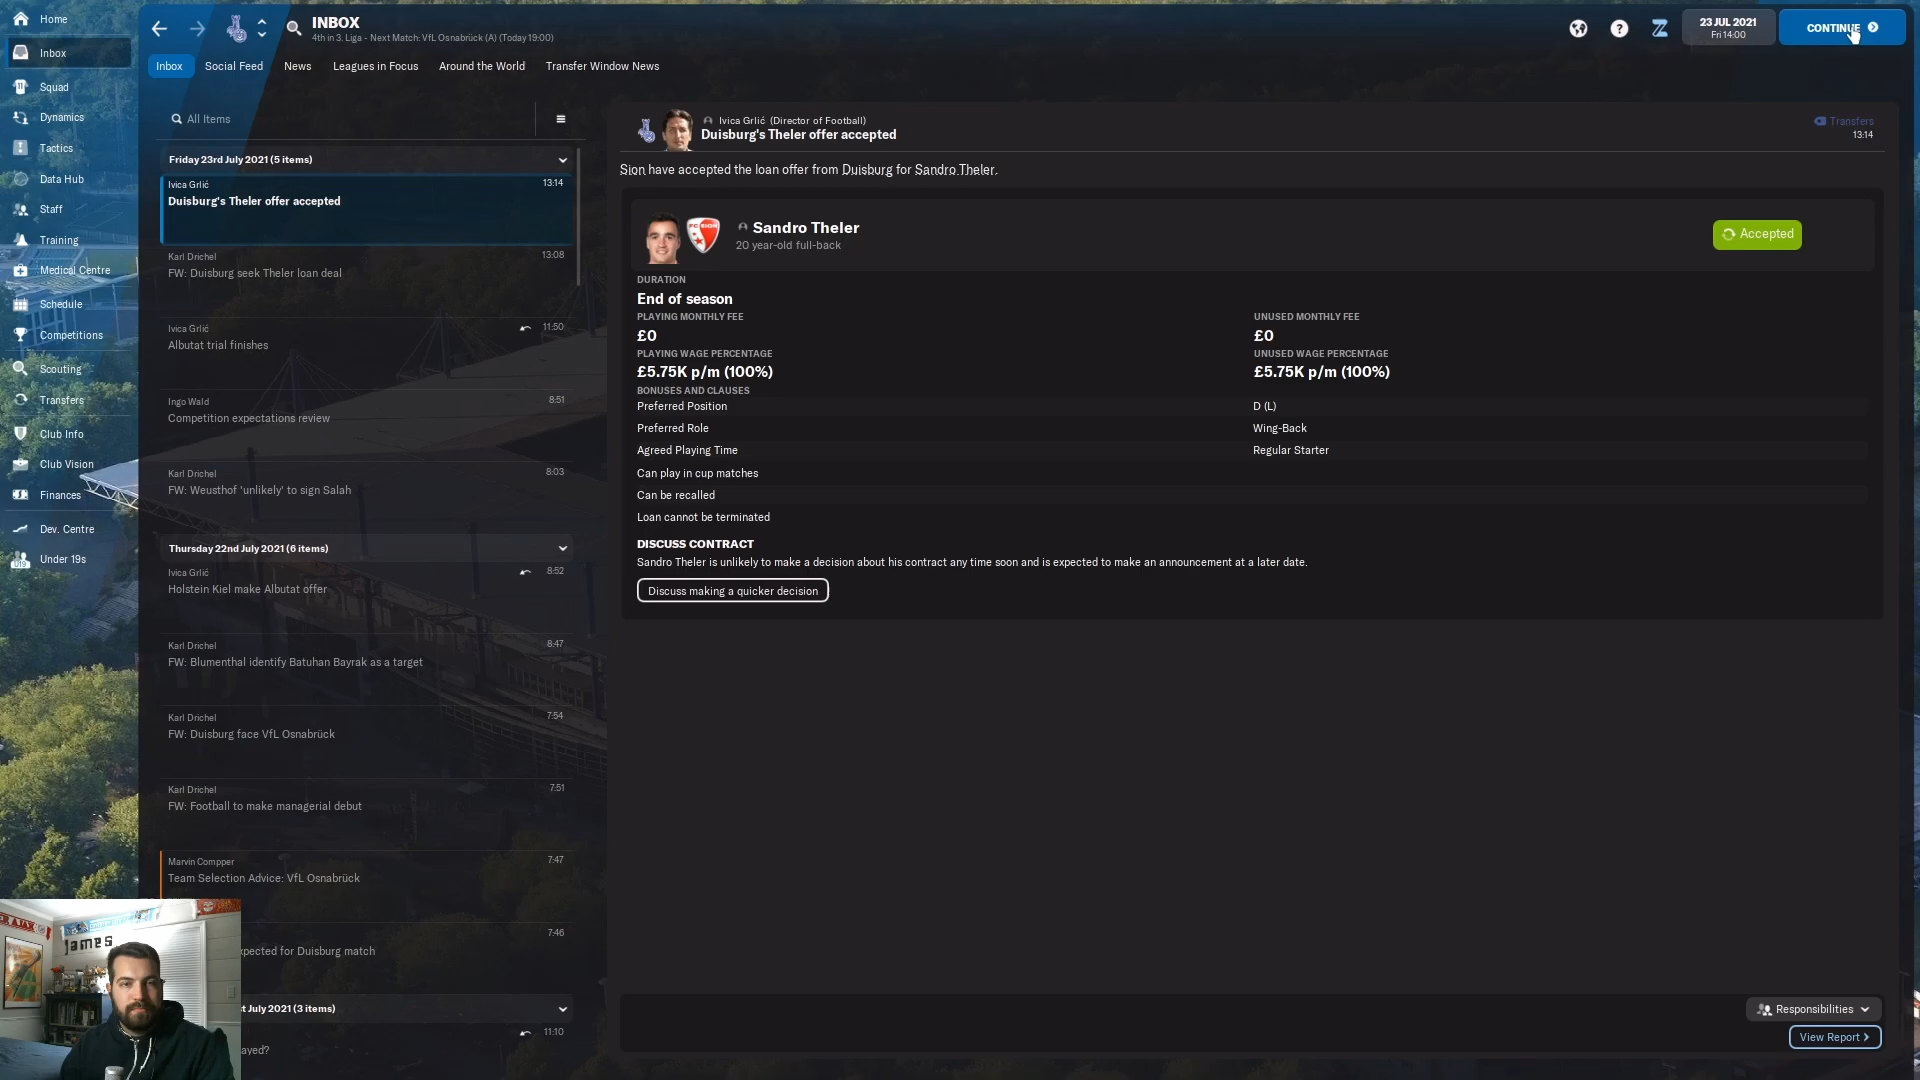 Home
Inbox
Squad
Dynamics
Tactics
Data Hub
Staff
Training
Medical Centre
Schedule
Competitions
Scouting
Transfers
Club Info
Club Vision
Finances
Dev. Centre
Under 19s
INBOX
4th in 3. Liga - Next Match: VfL Osnabrück (A) (Today 19:00)
23 JUL 2021
Fri 14:00
CONTINUE
Inbox Social Feed News Leagues in Focus Around the World Transfer Window News
All Items
Friday 23rd July 2021 (5 items)
Ivica Grlić 13:14
Duisburg's Theler offer accepted
Karl Drichel 13:08
FW: Duisburg seek Theler loan deal
Ivica Grlić 11:50
Albutat trial finishes
Ingo Wald 8:51
Competition expectations review
Karl Drichel 8:03
FW: Weusthof 'unlikely' to sign Salah
Thursday 22nd July 2021 (6 items)
Ivica Grlić 8:52
Holstein Kiel make Albutat offer
Karl Drichel 8:47
FW: Blumenthal identify Batuhan Bayrak as a target
Karl Drichel 7:54
FW: Duisburg face VfL Osnabrück
Karl Drichel 7:51
FW: Football to make managerial debut
Marvin Compper 7:47
Team Selection Advice: VfL Osnabrück
7:46
xpected for Duisburg match
st July 2021 (3 items)
11:10
ayed?
James
Ivica Grlić (Director of Football)
Duisburg's Theler offer accepted
Transfers
13:14
Sion have accepted the loan offer from Duisburg for Sandro Theler.
FC SION
Sandro Theler
20 year-old full-back
Accepted
DURATION
End of season
PLAYING MONTHLY FEE UNUSED MONTHLY FEE
£0 £0
PLAYING WAGE PERCENTAGE UNUSED WAGE PERCENTAGE
£5.75K p/m (100%) £5.75K p/m (100%)
BONUSES AND CLAUSES
Preferred Position D (L)
Preferred Role Wing-Back
Agreed Playing Time Regular Starter
Can play in cup matches
Can be recalled
Loan cannot be terminated
DISCUSS CONTRACT
Sandro Theler is unlikely to make a decision about his contract any time soon and is expected to make an announcement at a later date.
Discuss making a quicker decision
Responsibilities
View Report